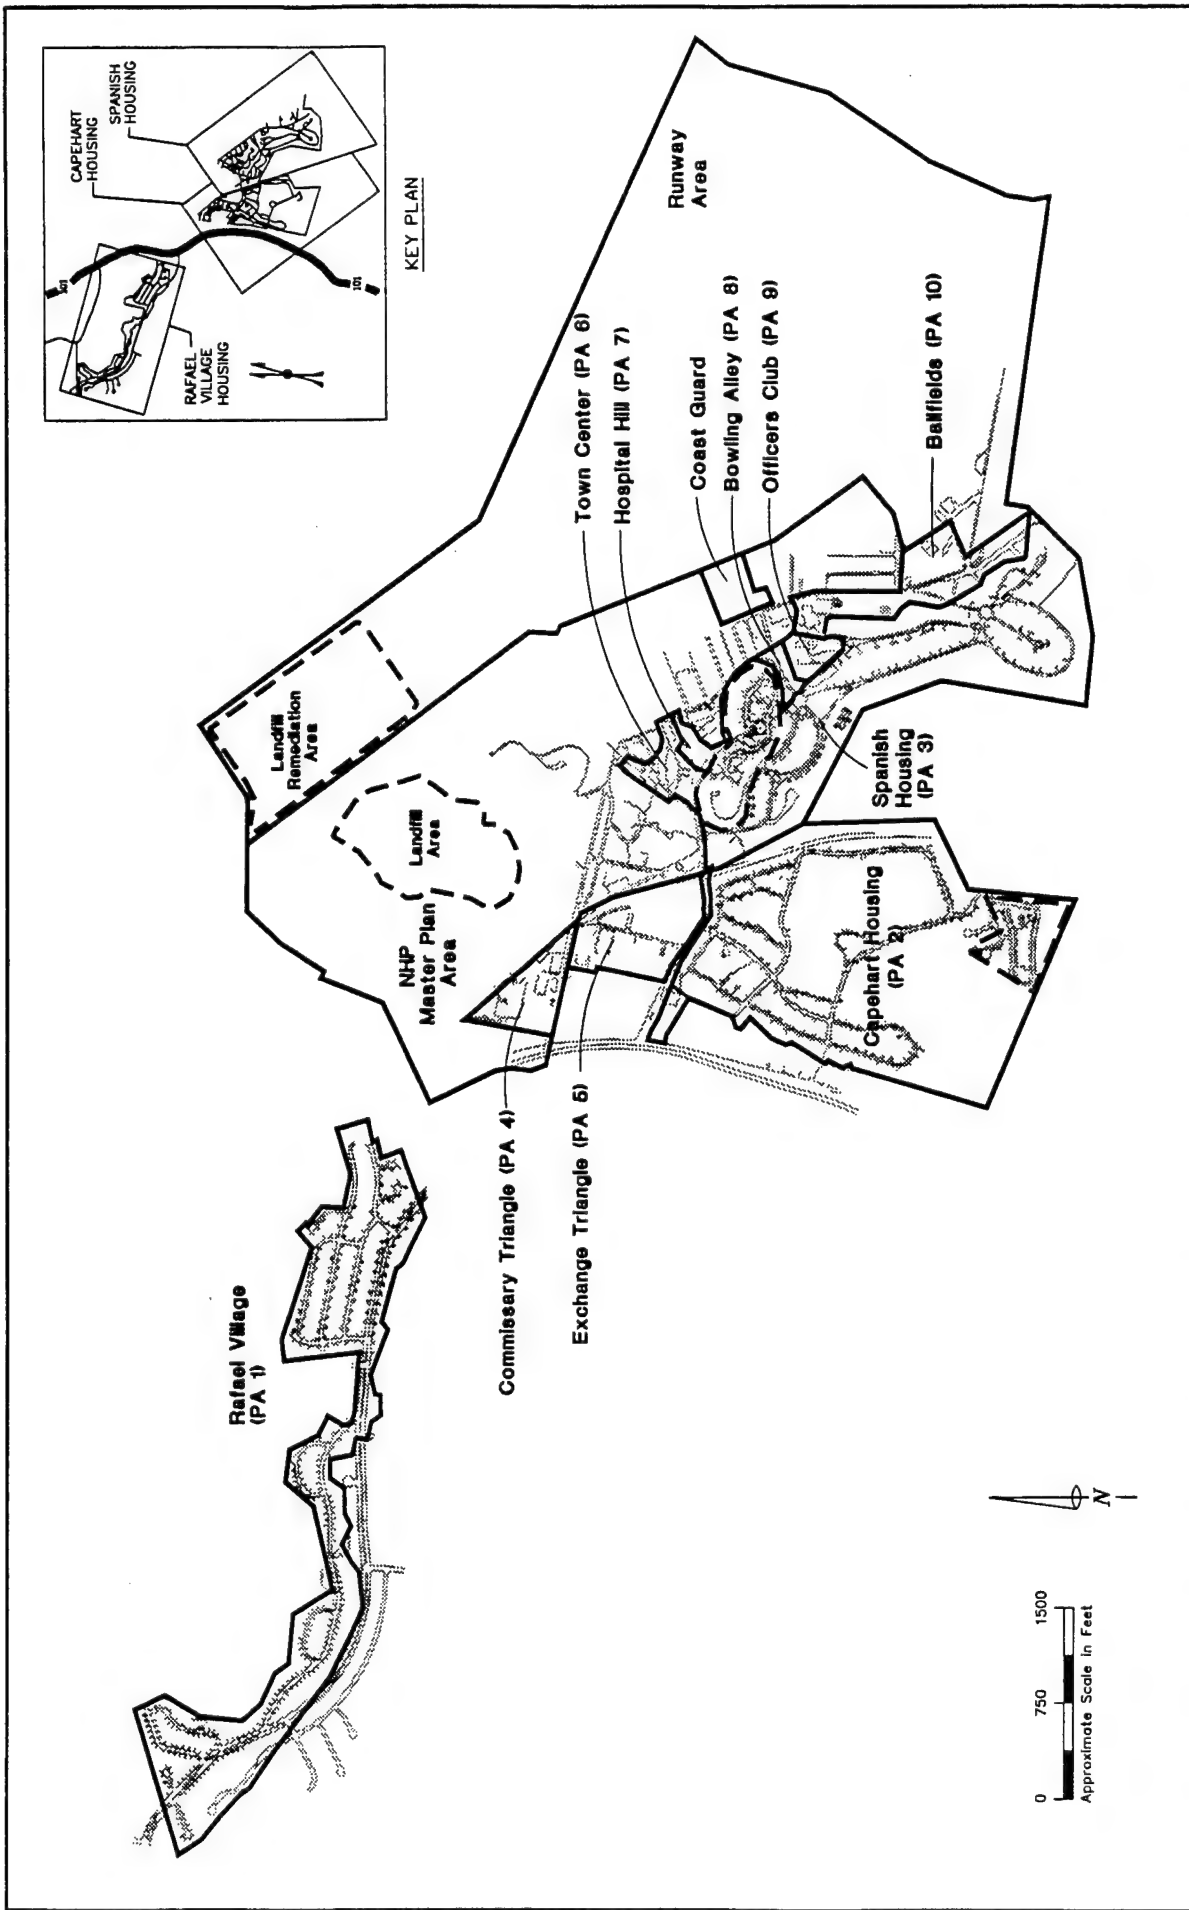 CAPEHART
HOUSING
SPANISH
HOUSING
RAFAEL
VILLAGE
HOUSING
101
101
KEY PLAN
Rafael Village
(PA 1)
Landfill
Remediation
Area
Landfill
Area
NHP
Master Plan
Area
Runway
Area
Town Center (PA 6)
Hospital Hill (PA 7)
Coast Guard
Bowling Alley (PA 8)
Officers Club (PA 9)
Ballfields (PA 10)
Commissary Triangle (PA 4)
Exchange Triangle (PA 5)
Spanish
Housing
(PA 3)
Capehart Housing
(PA 2)
N
0 750 1500
Approximate Scale in Feet